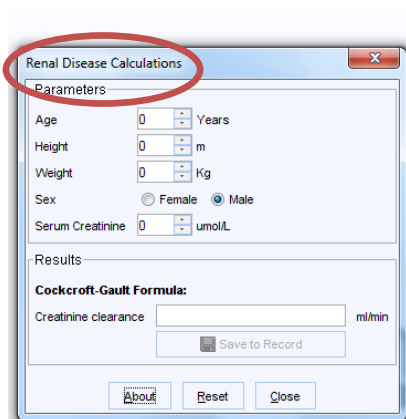 Renal Disease Calculations
Parameters
Age 0 Years
Height 0 m
Weight 0 Kg
Sex Female Male
Serum Creatinine 0 umol/L
Results
Cockcroft-Gault Formula:
Creatinine clearance ml/min
Save to Record
About Reset Close